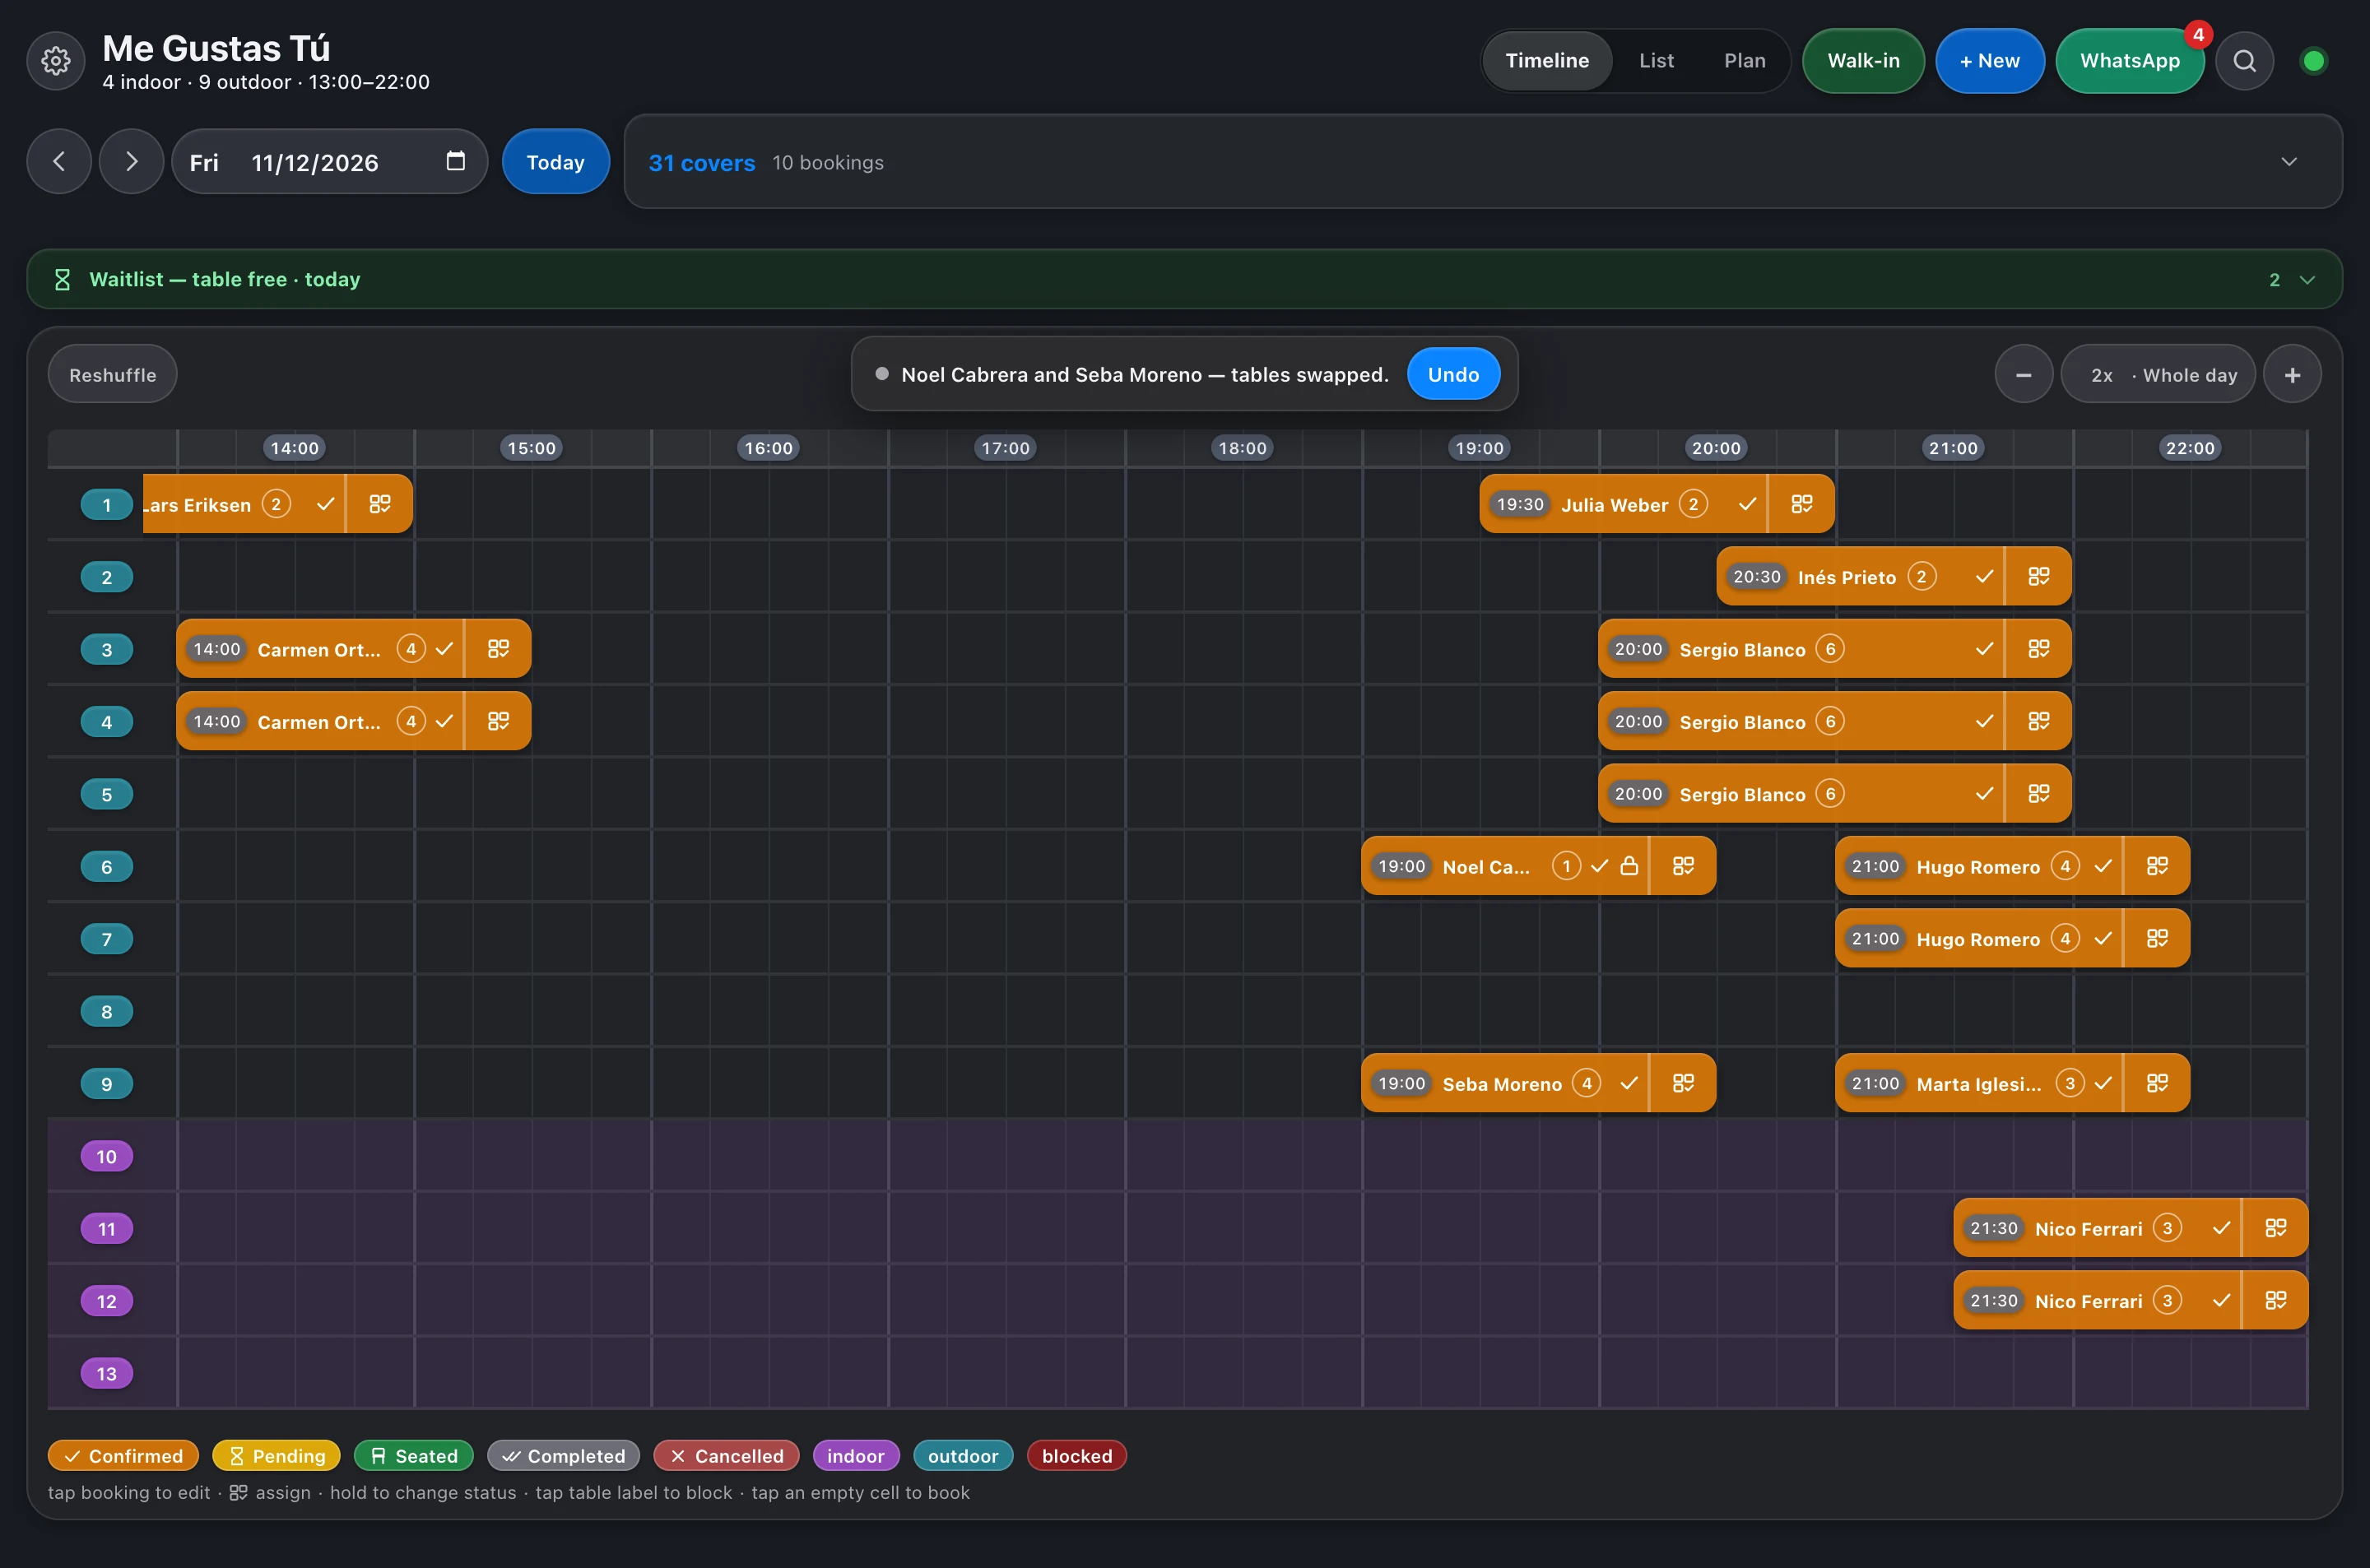 Me Gustas Tú
4 indoor · 9 outdoor · 13:00–22:00
Timeline List Plan Walk-in + New WhatsApp 4
Fri 11/12/2026 Today 31 covers 10 bookings
Waitlist — table free · today 2
Reshuffle Noel Cabrera and Seba Moreno — tables swapped. Undo − 2x · Whole day +
14:00 15:00 16:00 17:00 18:00 19:00 20:00 21:00 22:00
1 Lars Eriksen 2 19:30 Julia Weber 2
2 20:30 Inés Prieto 2
3 14:00 Carmen Ort... 4 20:00 Sergio Blanco 6
4 14:00 Carmen Ort... 4 20:00 Sergio Blanco 6
5 20:00 Sergio Blanco 6
6 19:00 Noel Ca... 1 21:00 Hugo Romero 4
7 21:00 Hugo Romero 4
8
9 19:00 Seba Moreno 4 21:00 Marta Iglesi... 3
10
11 21:30 Nico Ferrari 3
12 21:30 Nico Ferrari 3
13
Confirmed Pending Seated Completed Cancelled indoor outdoor blocked
tap booking to edit · assign · hold to change status · tap table label to block · tap an empty cell to book